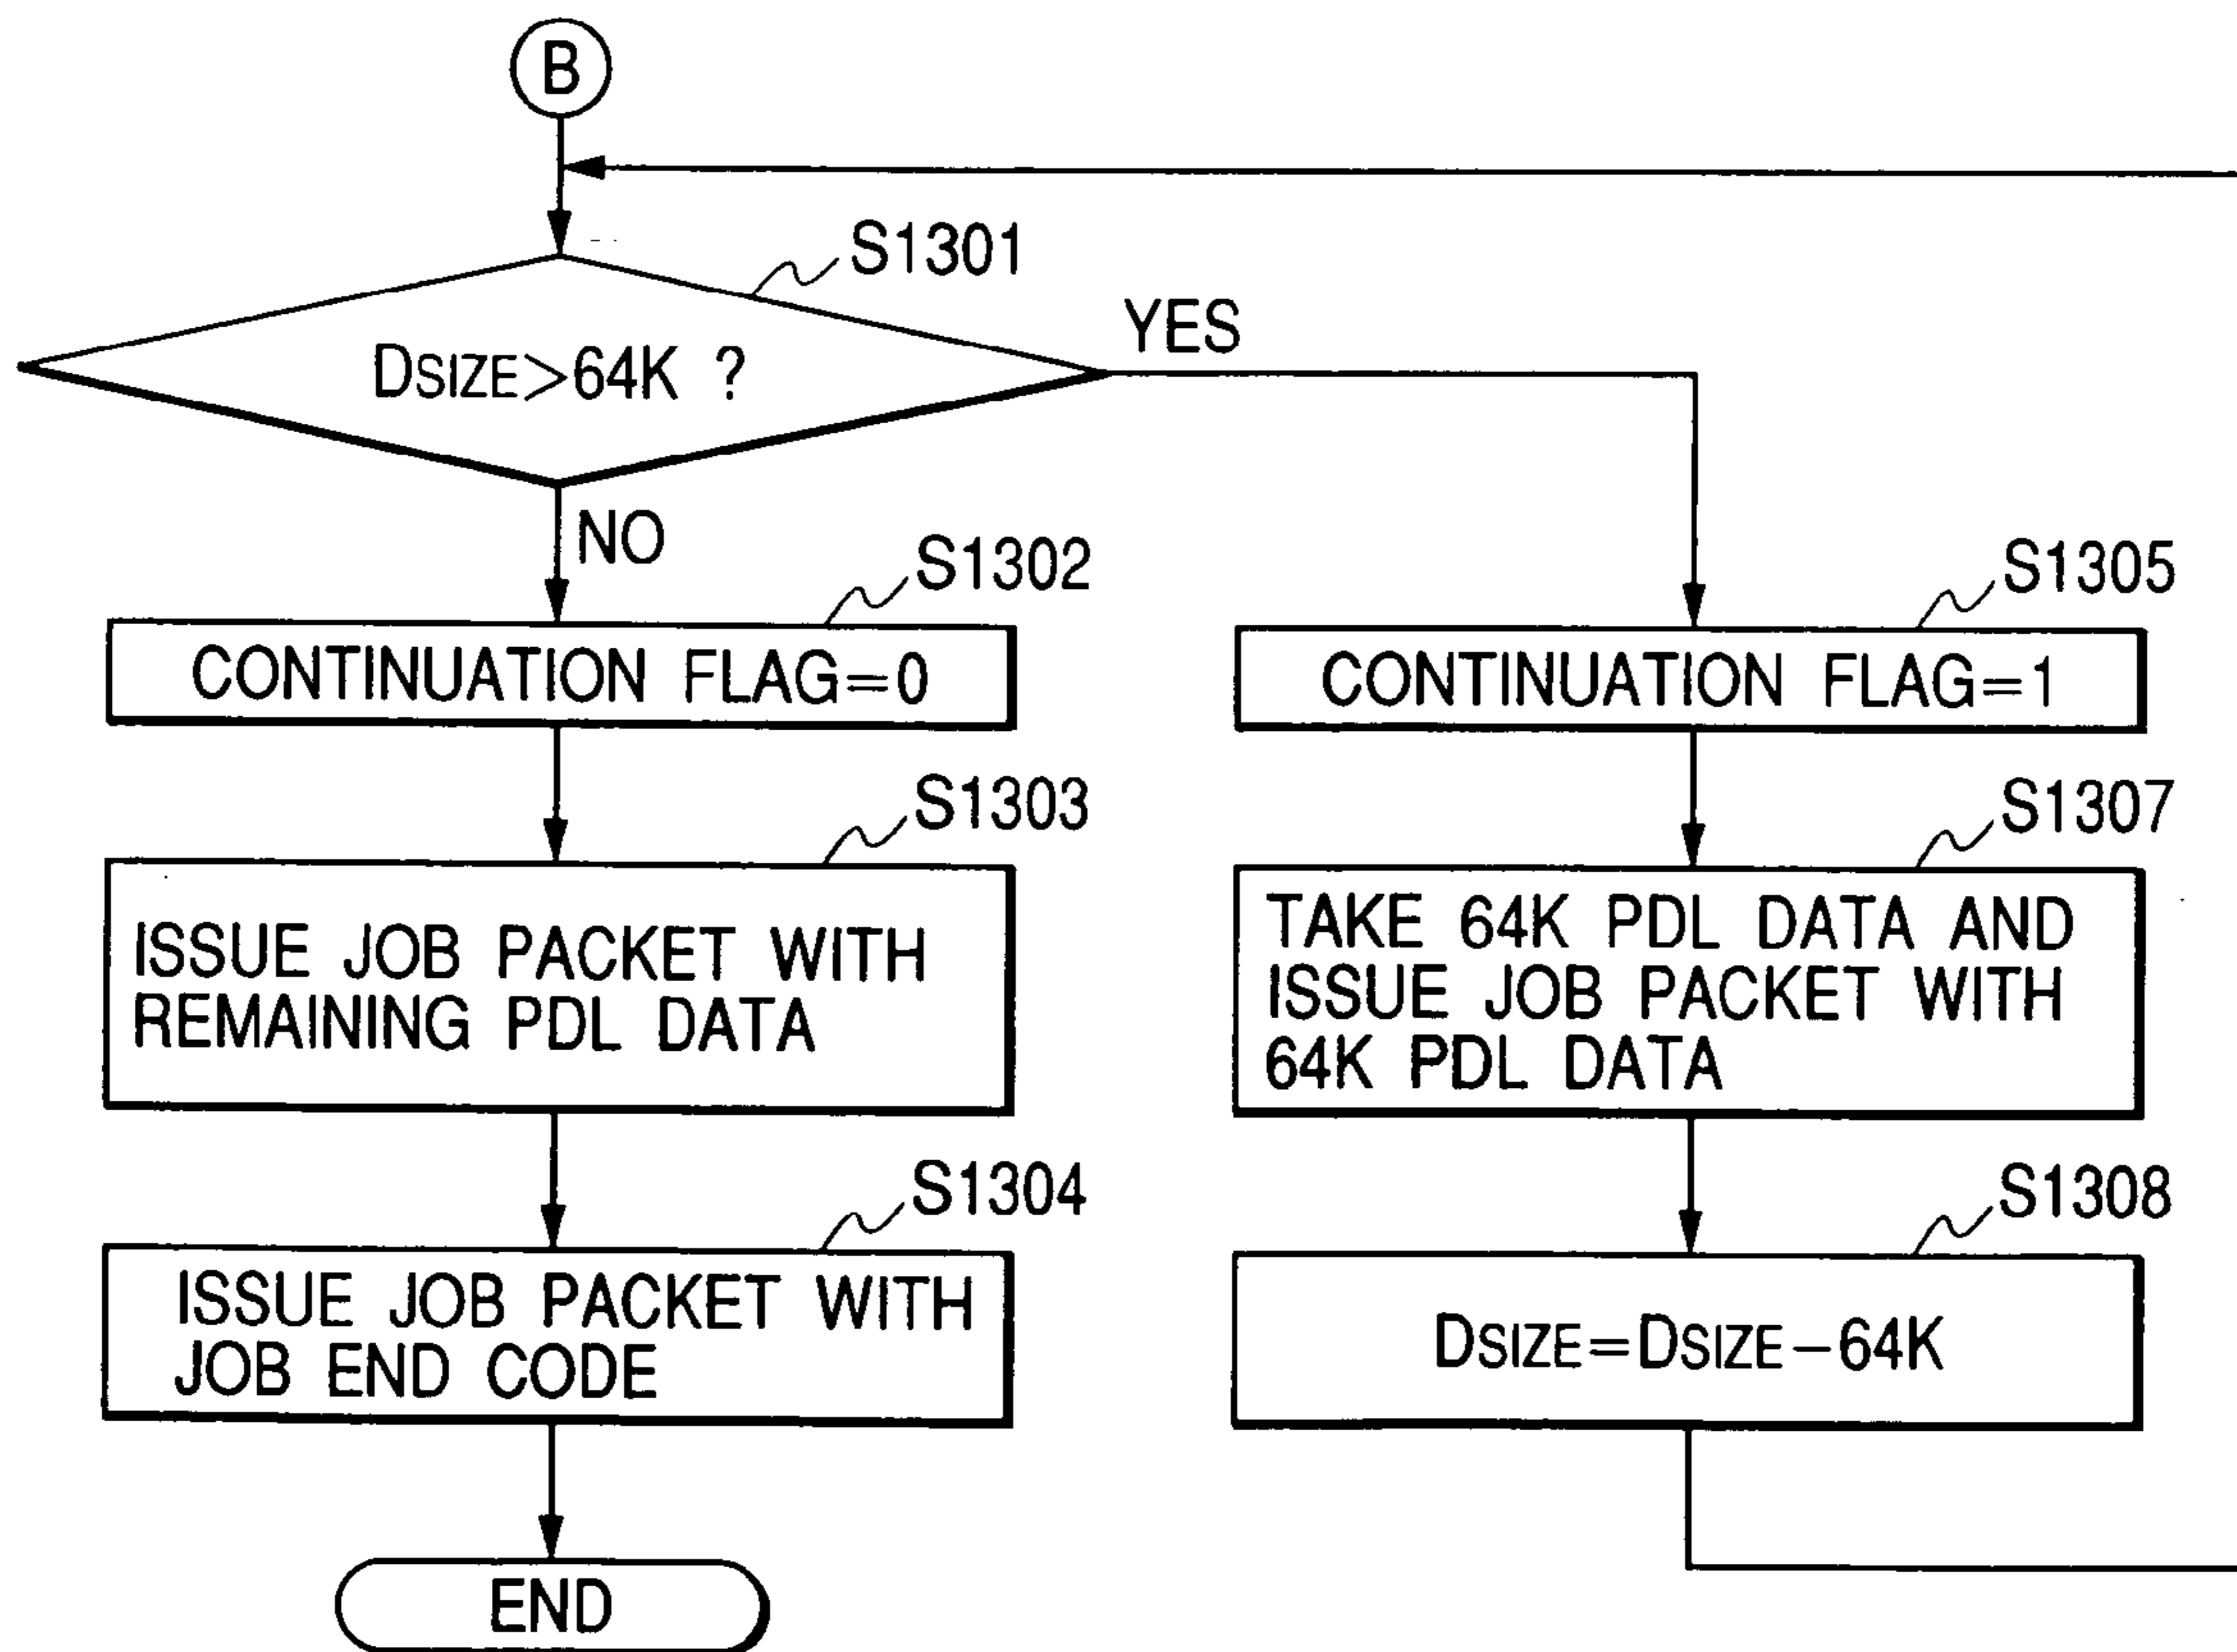 B
S1301
DSIZE>64K ?
YES
NO
S1302
CONTINUATION FLAG=0
S1303
ISSUE JOB PACKET WITH
REMAINING PDL DATA
S1304
ISSUE JOB PACKET WITH
JOB END CODE
END
S1305
CONTINUATION FLAG=1
S1307
TAKE 64K PDL DATA AND
ISSUE JOB PACKET WITH
64K PDL DATA
S1308
DSIZE=DSIZE−64K